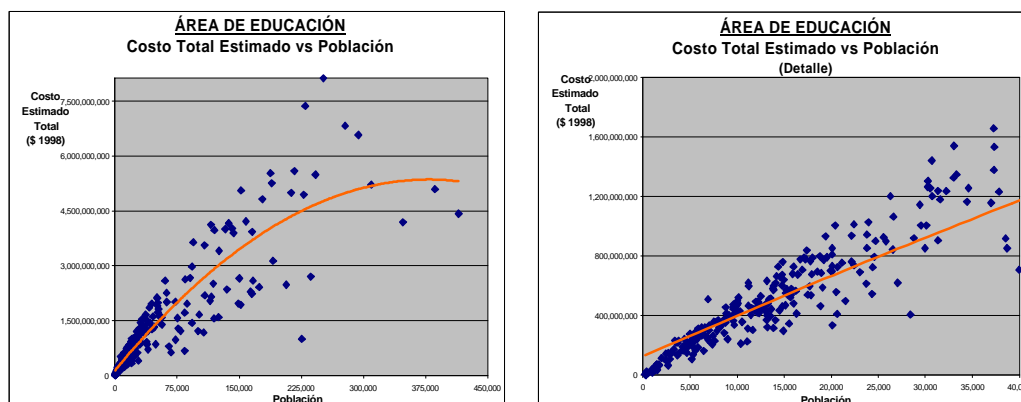 ÁREA DE EDUCACIÓN
Costo Total Estimado vs Población
Costo
Estimado
Total
($ 1998)
7,500,000,000
6,000,000,000
4,500,000,000
3,000,000,000
1,500,000,000
0
0
75,000
150,000
225,000
300,000
375,000
450,000
Población
ÁREA DE EDUCACIÓN
Costo Total Estimado vs Población
(Detalle)
Costo
Estimado
Total
($ 1998)
2,000,000,000
1,600,000,000
1,200,000,000
800,000,000
400,000,000
0
0
5,000
10,000
15,000
20,000
25,000
30,000
35,000
40,000
Población